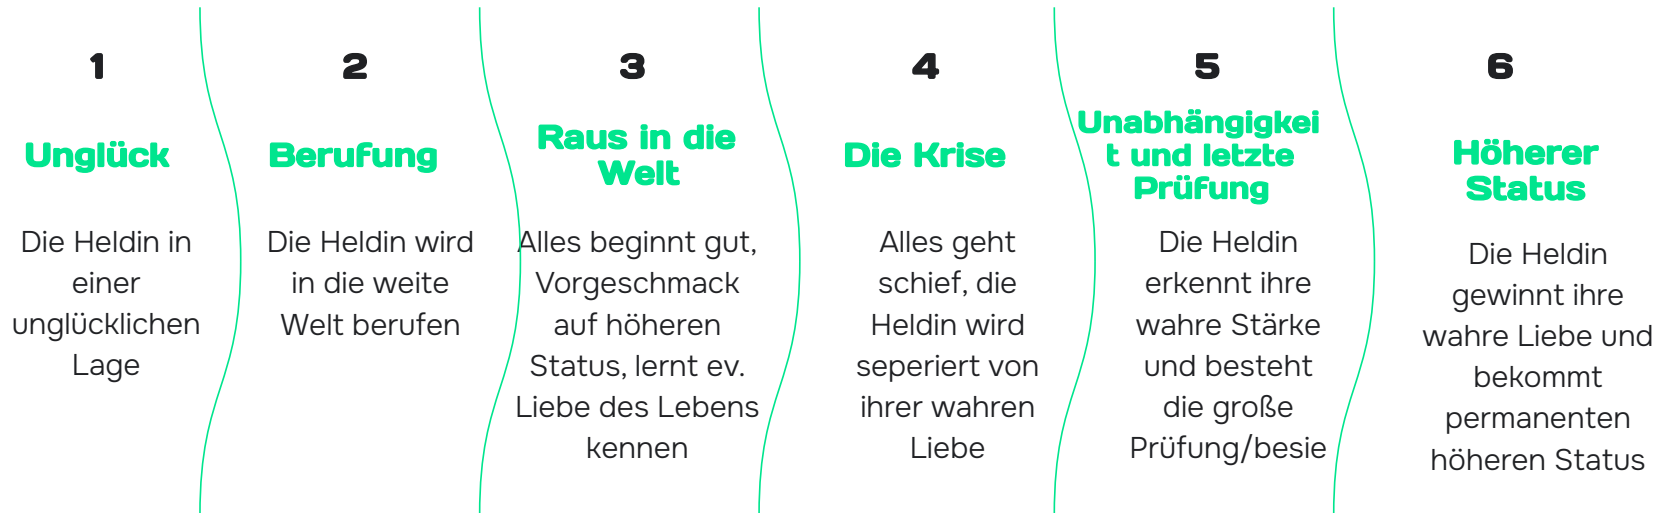 1
Unglück
Die Heldin in
einer
unglücklichen
Lage
2
Berufung
Die Heldin wird
in die weite
Welt berufen
3
Raus in die
Welt
Alles beginnt gut,
Vorgeschmack
auf höheren
Status, lernt ev.
Liebe des Lebens
kennen
4
Die Krise
Alles geht
schief, die
Heldin wird
seperiert von
ihrer wahren
Liebe
5
Unabhängigkei
t und letzte
Prüfung
Die Heldin
erkennt ihre
wahre Stärke
und besteht
die große
Prüfung/besie
6
Höherer
Status
Die Heldin
gewinnt ihre
wahre Liebe und
bekommt
permanenten
höheren Status